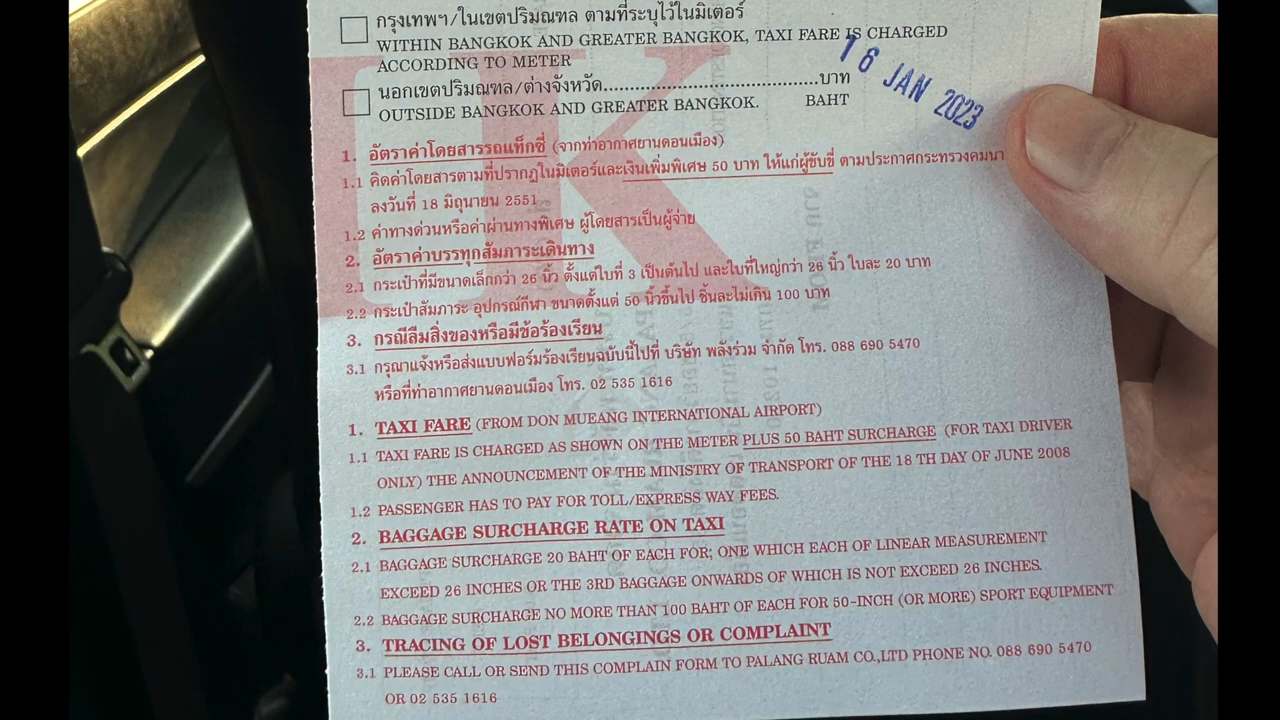 กรุงเทพฯ/ในเขตปริมณฑล ตามที่ระบุไว้ในมิเตอร์
WITHIN BANGKOK AND GREATER BANGKOK, TAXI FARE IS CHARGED
ACCORDING TO METER
นอกเขตปริมณฑล/ต่างจังหวัด.......................................บาท
OUTSIDE BANGKOK AND GREATER BANGKOK. BAHT
16 JAN 2023
1. อัตราค่าโดยสารรถแท็กซี่ (จากท่าอากาศยานดอนเมือง)
1.1 คิดค่าโดยสารตามที่ปรากฏในมิเตอร์และเงินเพิ่มพิเศษ 50 บาท ให้แก่ผู้ขับขี่ ตามประกาศกระทรวงคมนา
ลงวันที่ 18 มิถุนายน 2551
1.2 ค่าทางด่วนหรือค่าผ่านทางพิเศษ ผู้โดยสารเป็นผู้จ่าย
2. อัตราค่าบรรทุกสัมภาระเดินทาง
2.1 กระเป๋าที่มีขนาดเล็กกว่า 26 นิ้ว ตั้งแต่ใบที่ 3 เป็นต้นไป และใบที่ใหญ่กว่า 26 นิ้ว ใบละ 20 บาท
2.2 กระเป๋าสัมภาระ อุปกรณ์กีฬา ขนาดตั้งแต่ 50 นิ้วขึ้นไป ชิ้นละไม่เกิน 100 บาท
3. กรณีลืมสิ่งของหรือมีข้อร้องเรียน
3.1 กรุณาแจ้งหรือส่งแบบฟอร์มร้องเรียนฉบับนี้ไปที่ บริษัท พลังร่วม จำกัด โทร. 088 690 5470
หรือที่ท่าอากาศยานดอนเมือง โทร. 02 535 1616
1. TAXI FARE (FROM DON MUEANG INTERNATIONAL AIRPORT)
1.1 TAXI FARE IS CHARGED AS SHOWN ON THE METER PLUS 50 BAHT SURCHARGE (FOR TAXI DRIVER
ONLY) THE ANNOUNCEMENT OF THE MINISTRY OF TRANSPORT OF THE 18 TH DAY OF JUNE 2008
1.2 PASSENGER HAS TO PAY FOR TOLL/EXPRESS WAY FEES.
2. BAGGAGE SURCHARGE RATE ON TAXI
2.1 BAGGAGE SURCHARGE 20 BAHT OF EACH FOR; ONE WHICH EACH OF LINEAR MEASUREMENT
EXCEED 26 INCHES OR THE 3RD BAGGAGE ONWARDS OF WHICH IS NOT EXCEED 26 INCHES.
2.2 BAGGAGE SURCHARGE NO MORE THAN 100 BAHT OF EACH FOR 50-INCH (OR MORE) SPORT EQUIPMENT
3. TRACING OF LOST BELONGINGS OR COMPLAINT
3.1 PLEASE CALL OR SEND THIS COMPLAIN FORM TO PALANG RUAM CO.,LTD PHONE NO. 088 690 5470
OR 02 535 1616